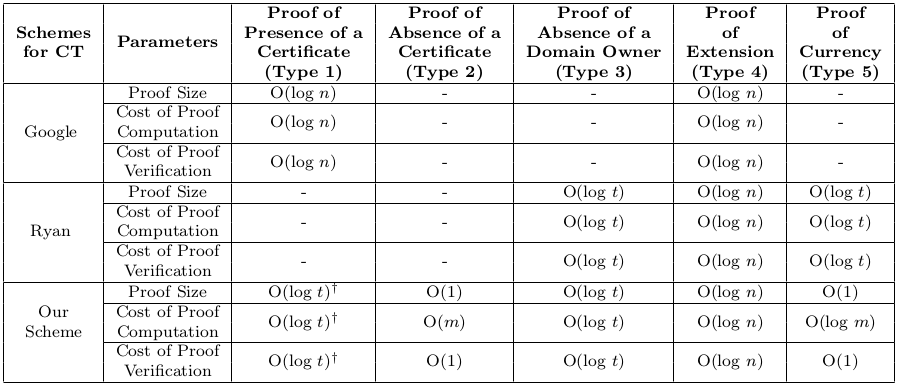 Schemes for CT | Parameters | Proof of Presence of a Certificate (Type 1) | Proof of Absence of a Certificate (Type 2) | Proof of Absence of a Domain Owner (Type 3) | Proof of Extension (Type 4) | Proof of Currency (Type 5)
Google | Proof Size | O(log n) | - | - | O(log n) | -
Cost of Proof Computation | O(log n) | - | - | O(log n) | -
Cost of Proof Verification | O(log n) | - | - | O(log n) | -
Ryan | Proof Size | - | - | O(log t) | O(log n) | O(log t)
Cost of Proof Computation | - | - | O(log t) | O(log n) | O(log t)
Cost of Proof Verification | - | - | O(log t) | O(log n) | O(log t)
Our Scheme | Proof Size | O(log t)† | O(1) | O(log t) | O(log n) | O(1)
Cost of Proof Computation | O(log t)† | O(m) | O(log t) | O(log n) | O(log m)
Cost of Proof Verification | O(log t)† | O(1) | O(log t) | O(log n) | O(1)